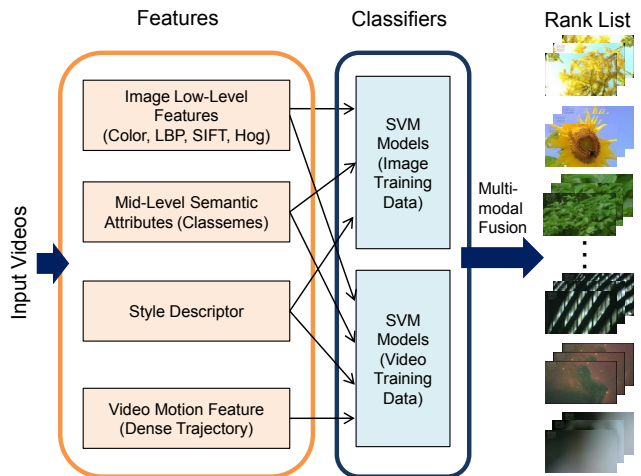 Features
Classifiers
Rank List
Input Videos
Image Low-Level
Features
(Color, LBP, SIFT, Hog)
Mid-Level Semantic
Attributes (Classemes)
Style Descriptor
Video Motion Feature
(Dense Trajectory)
SVM
Models
(Image
Training
Data)
SVM
Models
(Video
Training
Data)
Multi-
modal
Fusion